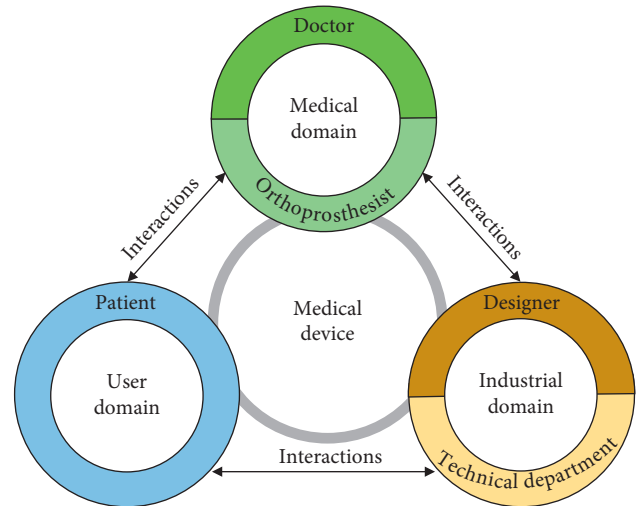 Doctor
Medical
domain
Orthoprosthesist
Interactions
Interactions
Patient
User
domain
Medical
device
Designer
Industrial
domain
Technical department
Interactions